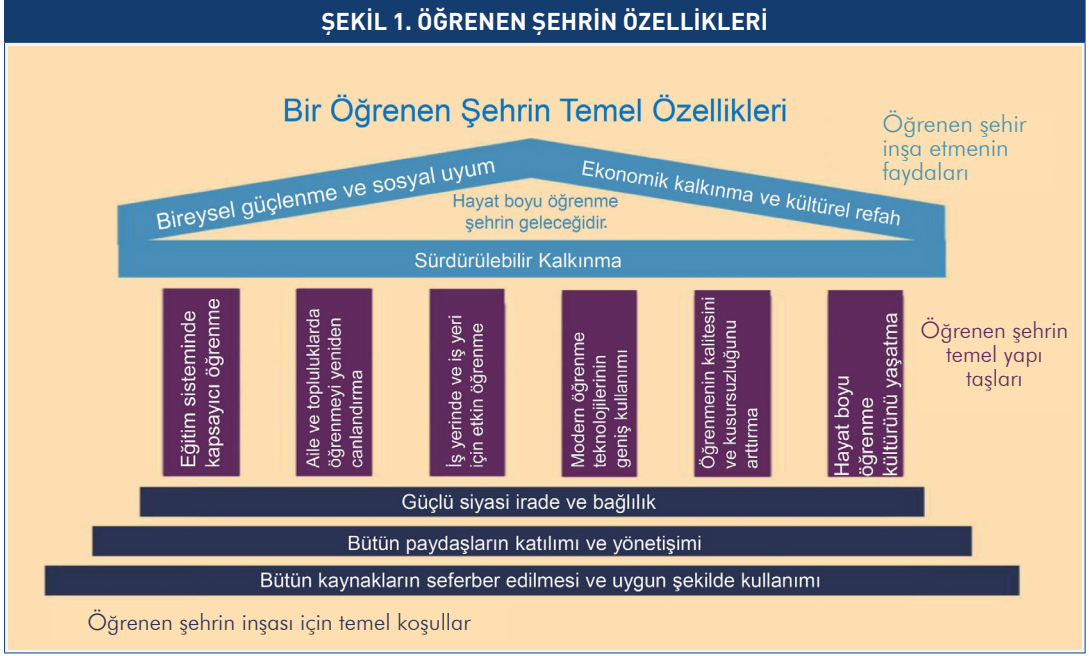 ŞEKİL 1. ÖĞRENEN ŞEHRİN ÖZELLİKLERİ
Bir Öğrenen Şehrin Temel Özellikleri
Öğrenen şehir
inşa etmenin
faydaları
Bireysel güçlenme ve sosyal uyum
Ekonomik kalkınma ve kültürel refah
Hayat boyu öğrenme
şehrin geleceğidir.
Sürdürülebilir Kalkınma
Eğitim sisteminde
kapsayıcı öğrenme
Aile ve topluluklarda
öğrenmeyi yeniden
canlandırma
İş yerinde ve iş yeri
için etkin öğrenme
Modern öğrenme
teknolojilerinin
geniş kullanımı
Öğrenmenin kalitesini
ve kusursuzluğunu
arttırma
Hayat boyu
öğrenme
kültürünü yaşatma
Öğrenen şehrin
temel yapı
taşları
Güçlü siyasi irade ve bağlılık
Bütün paydaşların katılımı ve yönetişimi
Bütün kaynakların seferber edilmesi ve uygun şekilde kullanımı
Öğrenen şehrin inşası için temel koşullar